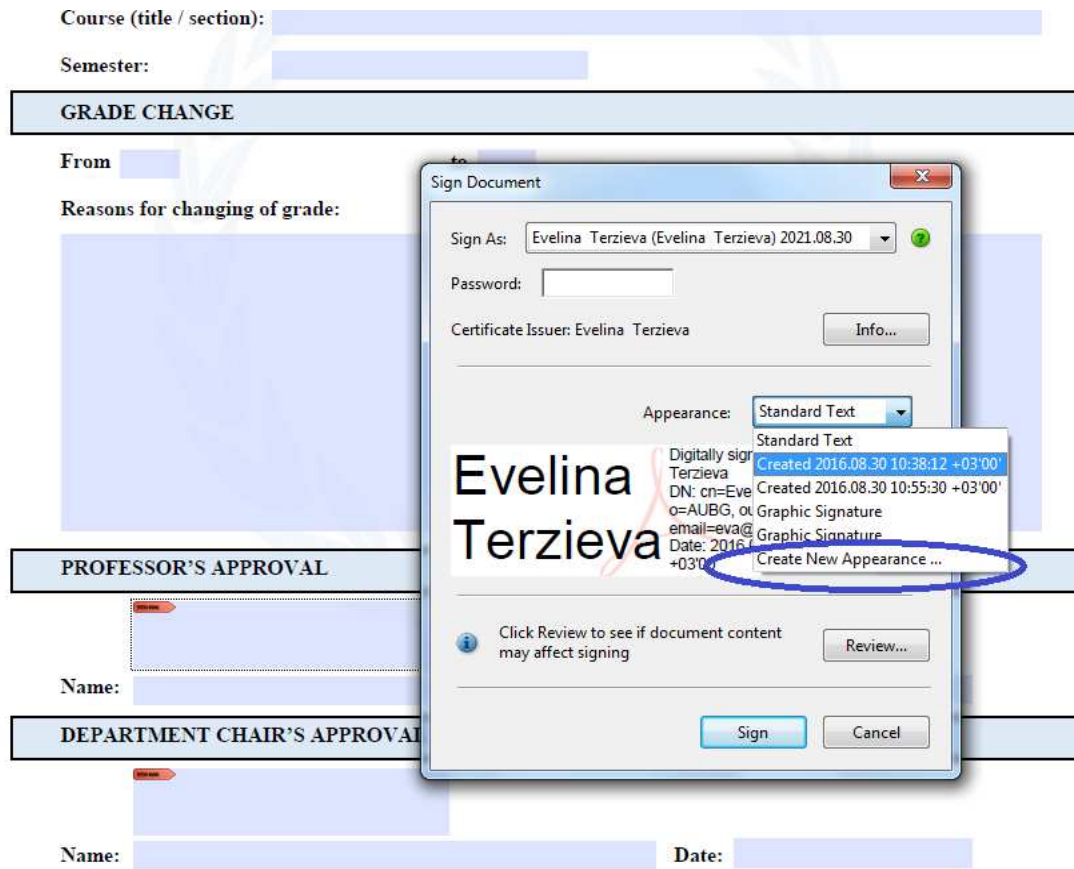 Course (title / section):
Semester:
GRADE CHANGE
From to
Reasons for changing of grade:
Sign Document
Sign As: Evelina Terzieva (Evelina Terzieva) 2021.08.30
Password:
Certificate Issuer: Evelina Terzieva Info...
Appearance: Standard Text
Standard Text
Created 2016.08.30 10:38:12 +03'00'
Created 2016.08.30 10:55:30 +03'00'
Graphic Signature
Graphic Signature
Create New Appearance ...
Evelina
Terzieva
Digitally sign
Terzieva
DN: cn=Eve
o=AUBG, ou
email=eva@
Date: 2016
+03'0
Click Review to see if document content
may affect signing
Review...
Sign Cancel
PROFESSOR'S APPROVAL
Name:
DEPARTMENT CHAIR'S APPROVAL
Name: Date: